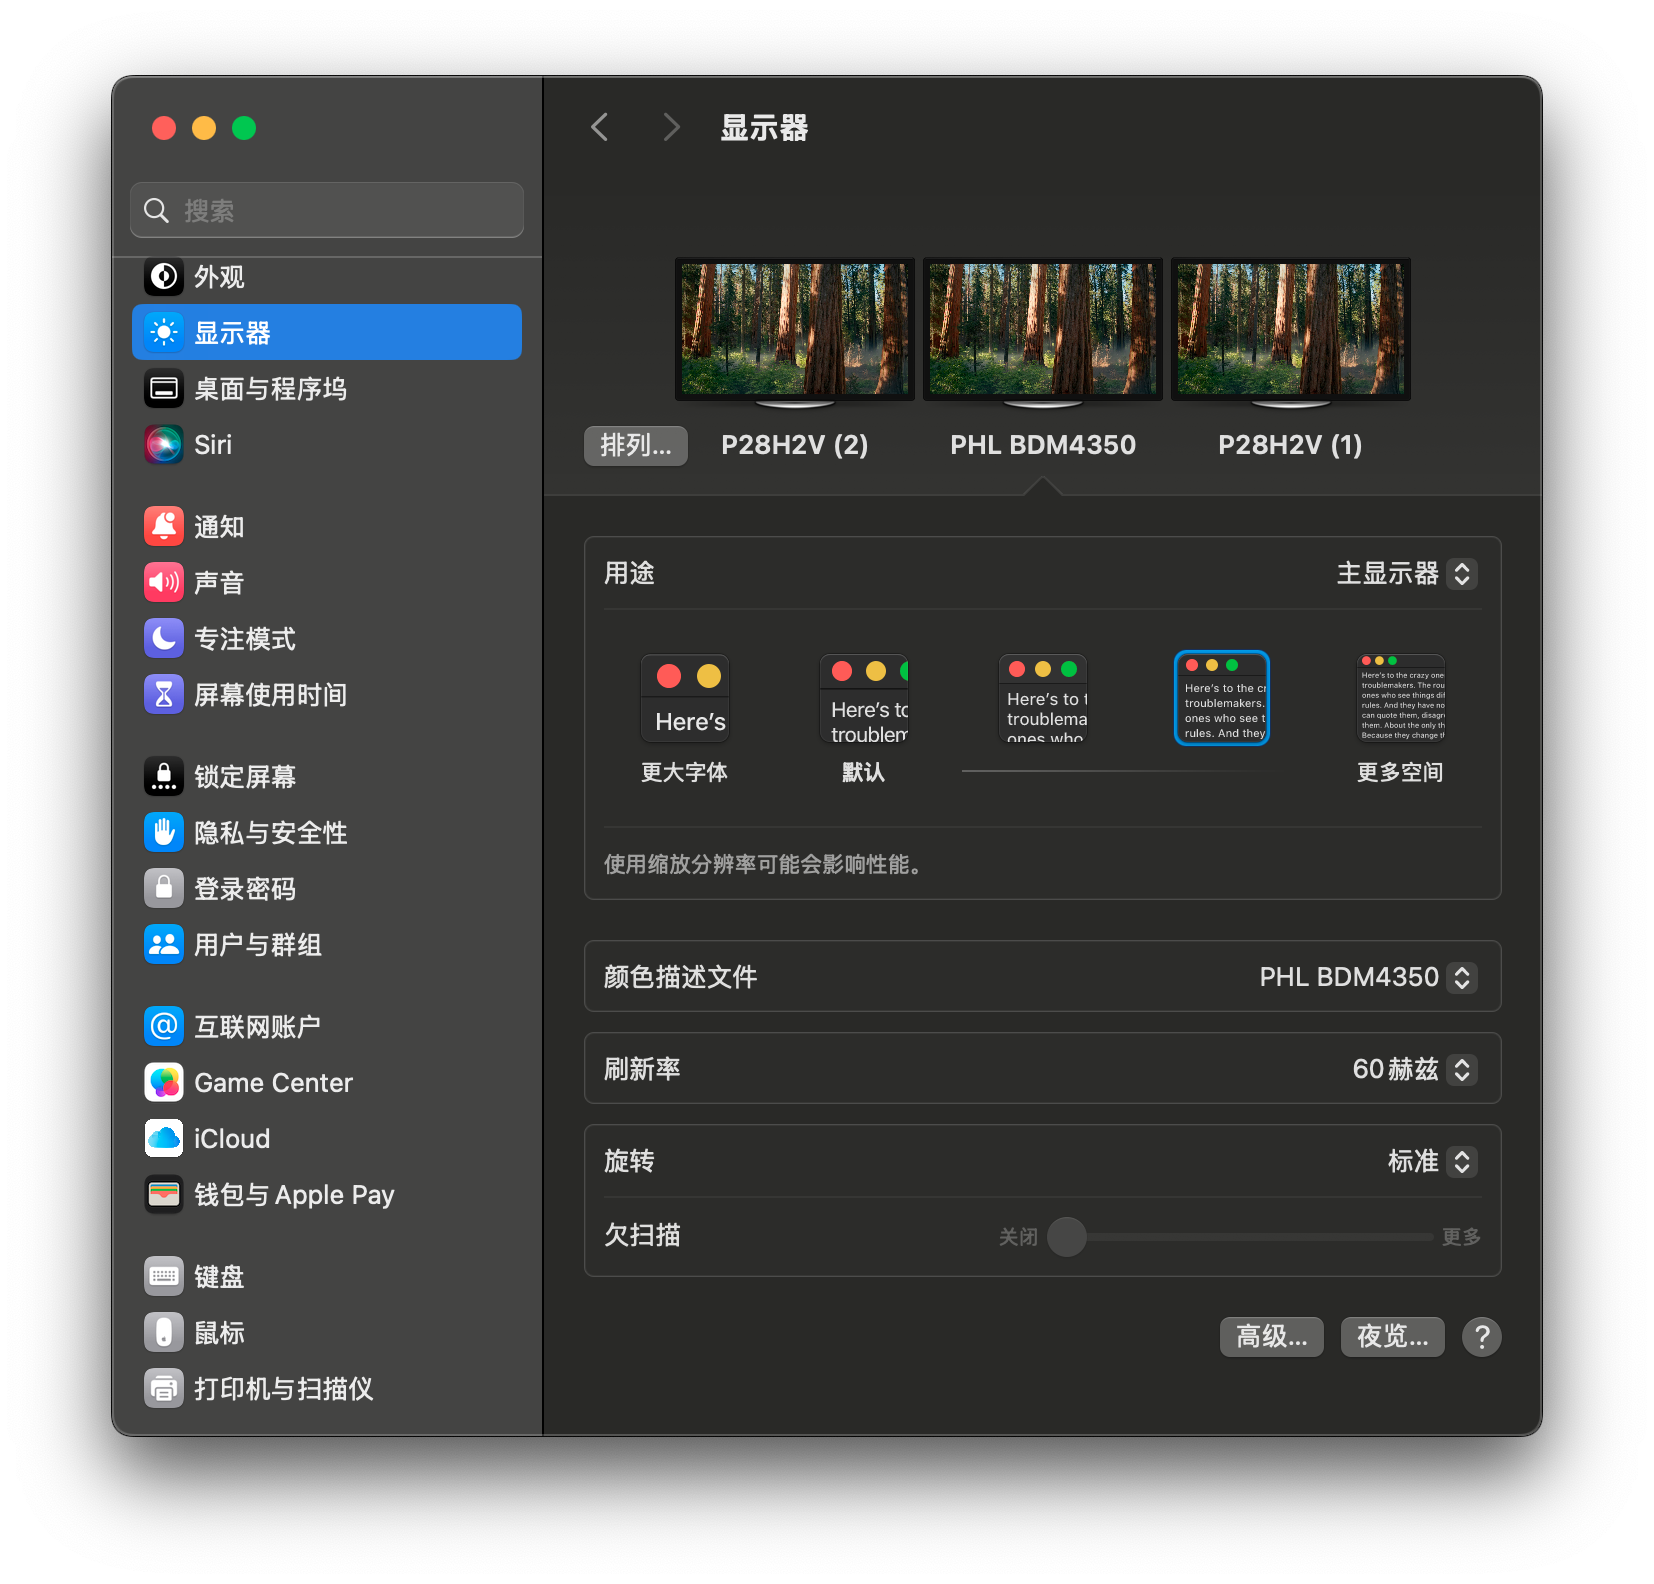 搜索
外观
显示器
桌面与程序坞
Siri
通知
声音
专注模式
屏幕使用时间
锁定屏幕
隐私与安全性
登录密码
用户与群组
互联网账户
Game Center
iCloud
钱包与 Apple Pay
键盘
鼠标
打印机与扫描仪
显示器
排列...
P28H2V (2)
PHL BDM4350
P28H2V (1)
用途
主显示器
Here's
Here's to
troublem
Here's to t
troublema
ones who
Here's to the cr
troublemakers.
ones who see t
rules. And they
Here's to the crazy one
troublemakers. The rou
ones who see things dif
rules. And they have no
can quote them, disagr
them. About the only th
Because they change th
更大字体
默认
更多空间
使用缩放分辨率可能会影响性能。
颜色描述文件
PHL BDM4350
刷新率
60 赫兹
旋转
标准
欠扫描
关闭
更多
高级...
夜览...
?